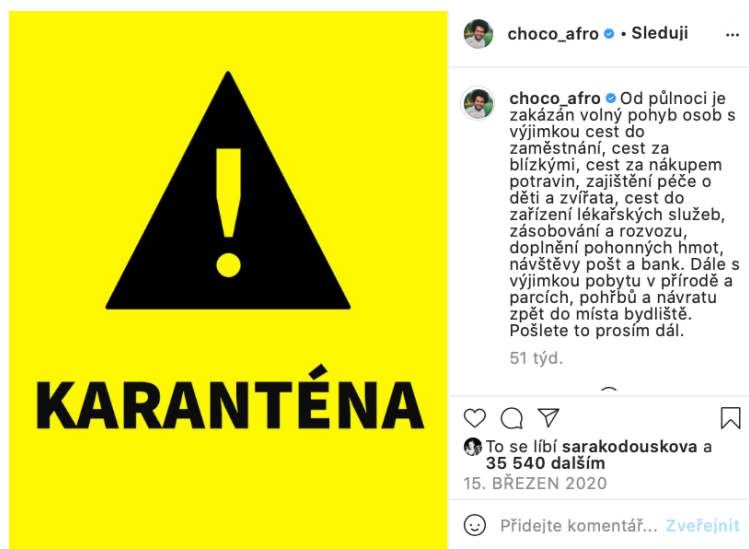 KARANTÉNA
choco_afro • Sleduji
choco_afro Od půlnoci je
zakázán volný pohyb osob s
výjimkou cest do
zaměstnání, cest za
blízkými, cest za nákupem
potravin, zajištění péče o
děti a zvířata, cest do
zařízení lékařských služeb,
zásobování a rozvozu,
doplnění pohonných hmot,
návštěvy pošt a bank. Dále s
výjimkou pobytu v přírodě a
parcích, pohřbů a návratu
zpět do místa bydliště.
Pošlete to prosím dál.
51 týd.
To se líbí sarakodouskova a
35 540 dalším
15. BŘEZEN 2020
Přidejte komentář... Zveřejnit